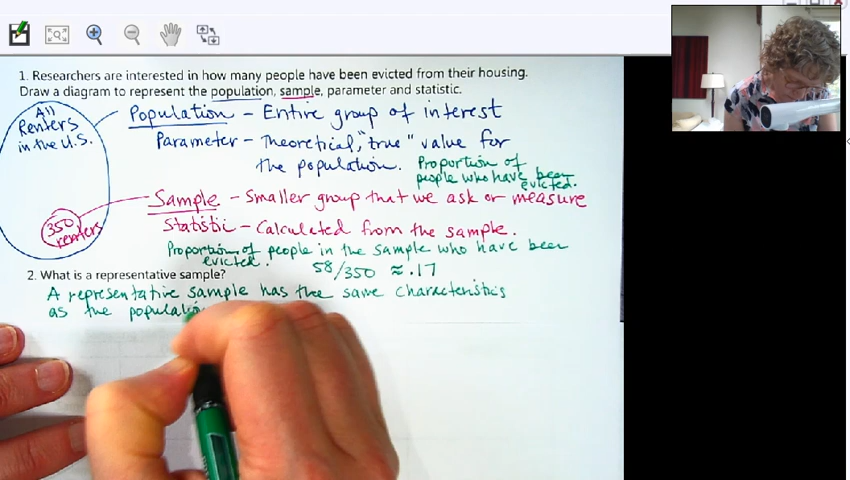 1. Researchers are interested in how many people have been evicted from their housing.
Draw a diagram to represent the population, sample, parameter and statistic.
All
Renters
in the U.S.
Population - Entire group of interest
Parameter - Theoretical, "true" value for
the population. Proportion of
people who have been
evicted.
350
renters
Sample - Smaller group that we ask or measure
Statistic - Calculated from the sample.
Proportion of people in the sample who have been
evicted. 58/350 ≈ .17
2. What is a representative sample?
A representative sample has the same characteristics
as the population